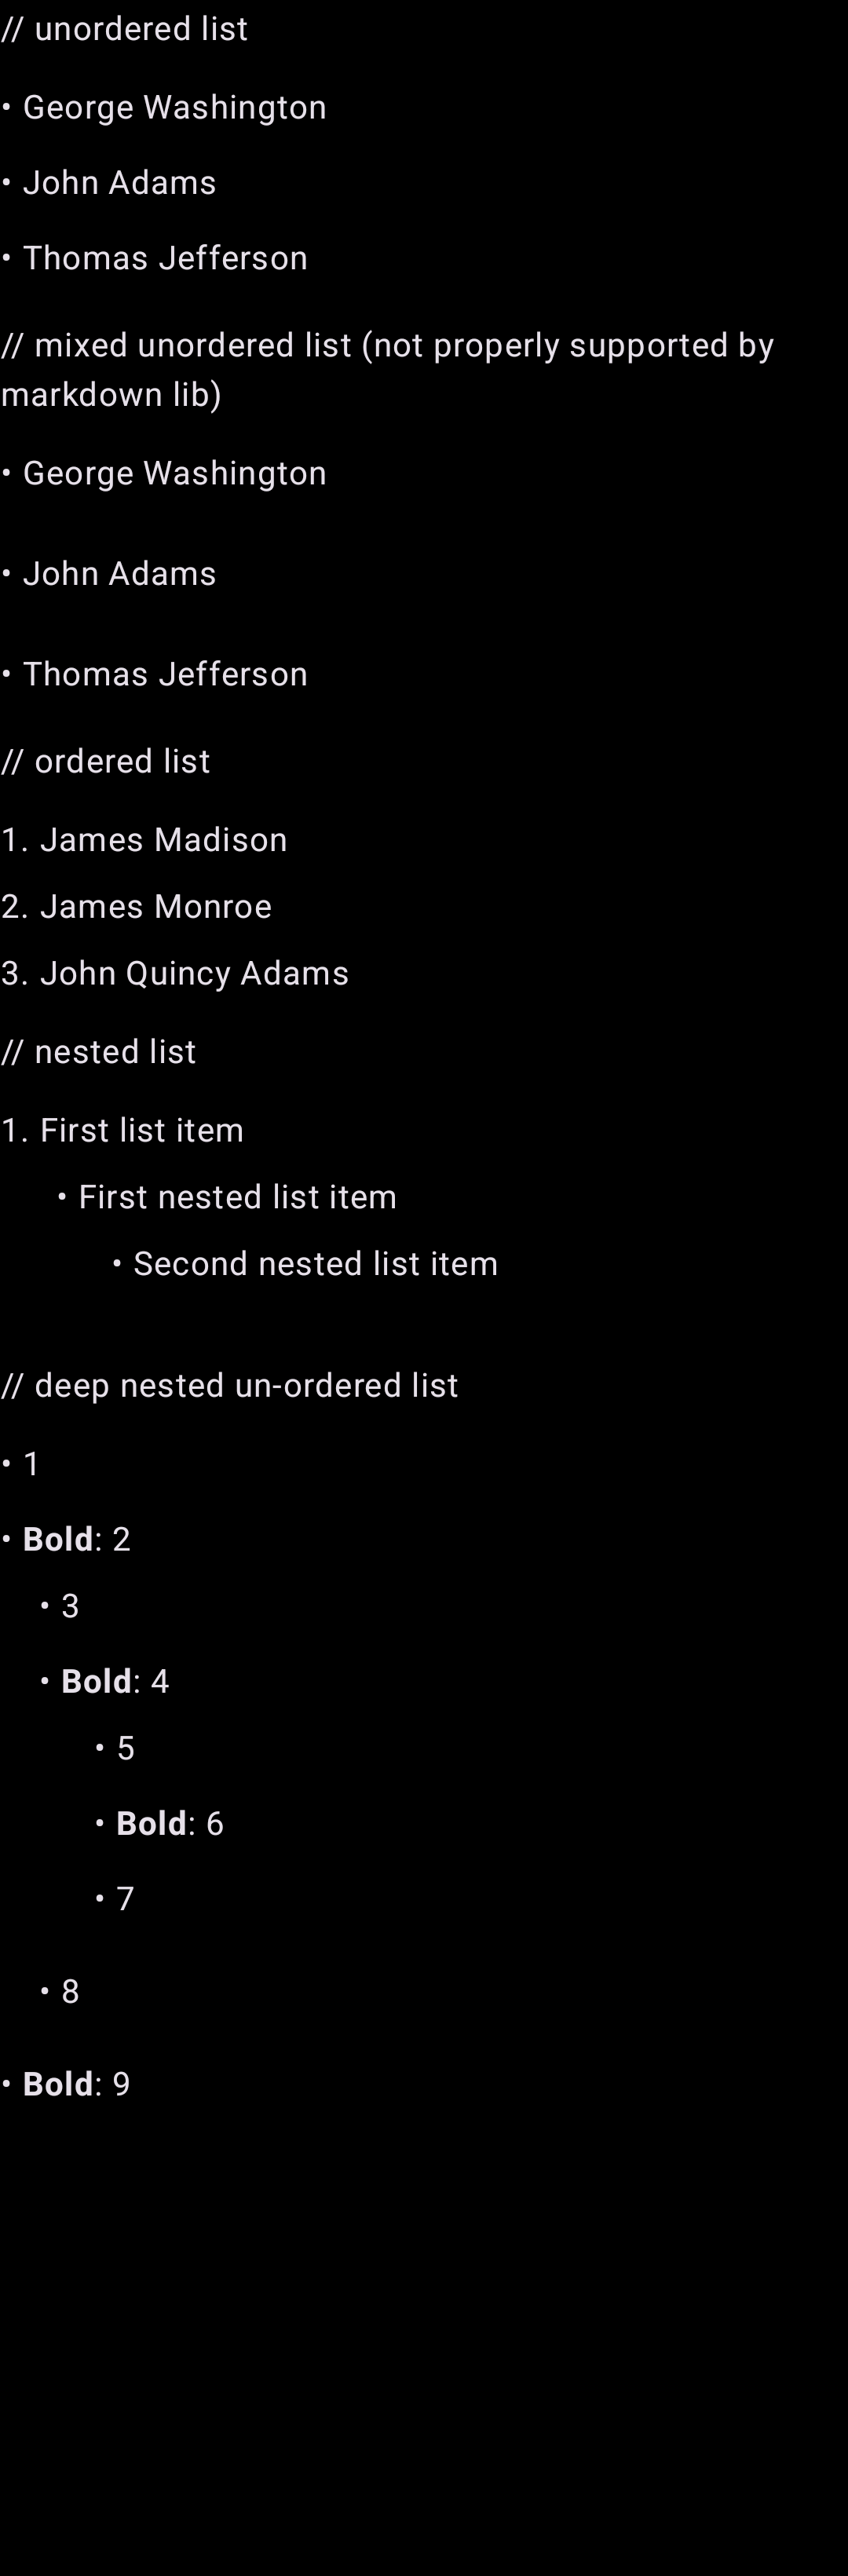 // unordered list
• George Washington
• John Adams
• Thomas Jefferson
// mixed unordered list (not properly supported by
markdown lib)
• George Washington
• John Adams
• Thomas Jefferson
// ordered list
1. James Madison
2. James Monroe
3. John Quincy Adams
// nested list
1. First list item
• First nested list item
• Second nested list item
// deep nested un-ordered list
• 1
• Bold: 2
• 3
• Bold: 4
• 5
• Bold: 6
• 7
• 8
• Bold: 9